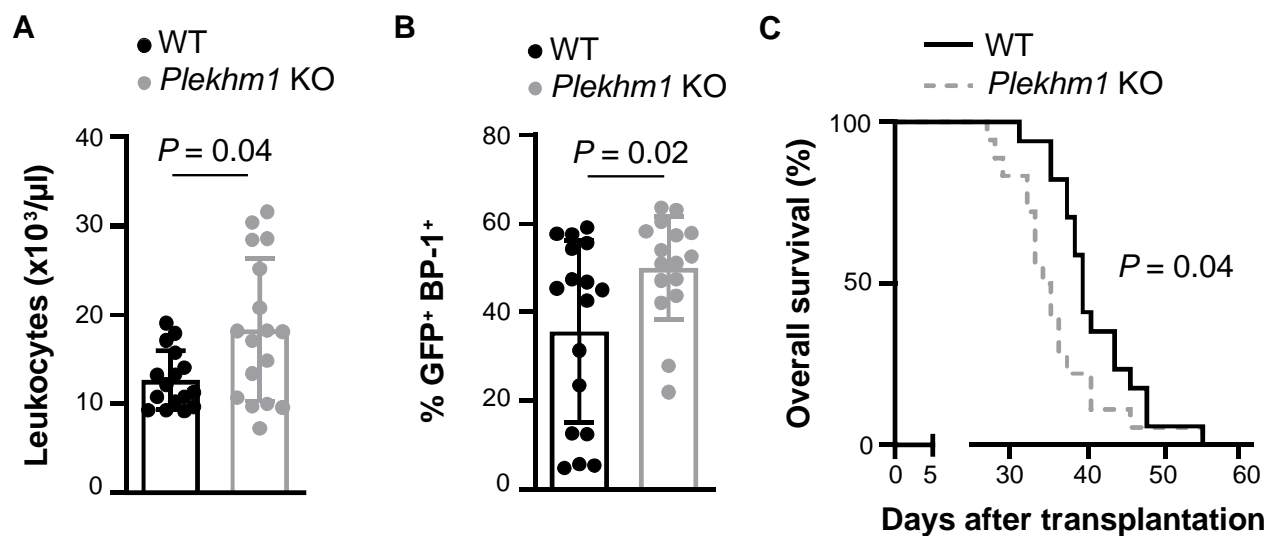 A
WT
Plekhm1 KO
P = 0.04
Leukocytes (x10³/µl)
40
30
20
10
0
B
WT
Plekhm1 KO
P = 0.02
% GFP⁺ BP-1⁺
80
60
40
20
0
C
WT
Plekhm1 KO
P = 0.04
Overall survival (%)
100
50
0
0 5 30 40 50 60
Days after transplantation